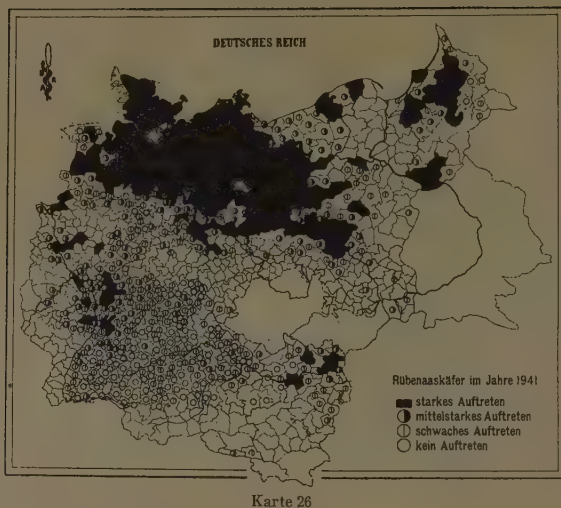 DEUTSCHES REICH
Rübenaaskäfer im Jahre 1941
starkes Auftreten
mittelstarkes Auftreten
schwaches Auftreten
kein Auftreten
Karte 26